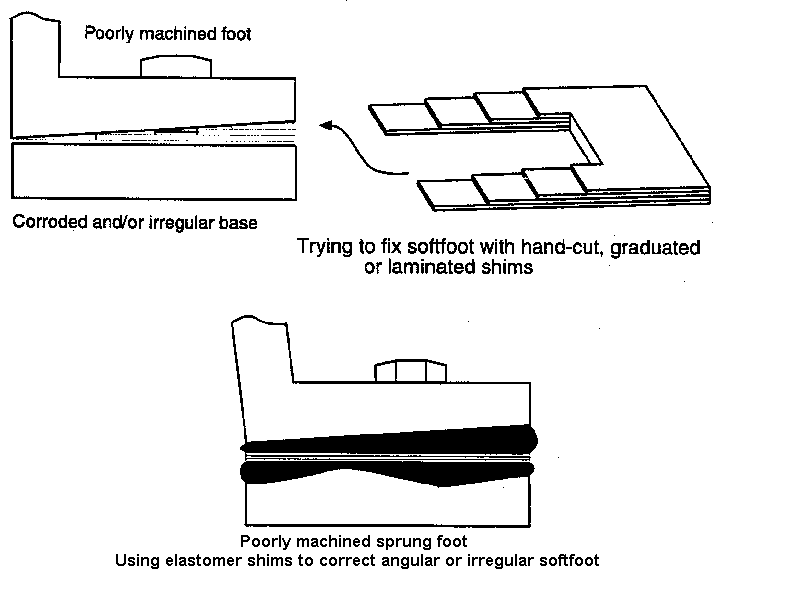 Poorly machined foot
Corroded and/or irregular base
Trying to fix softfoot with hand-cut, graduated
or laminated shims
Poorly machined sprung foot
Using elastomer shims to correct angular or irregular softfoot